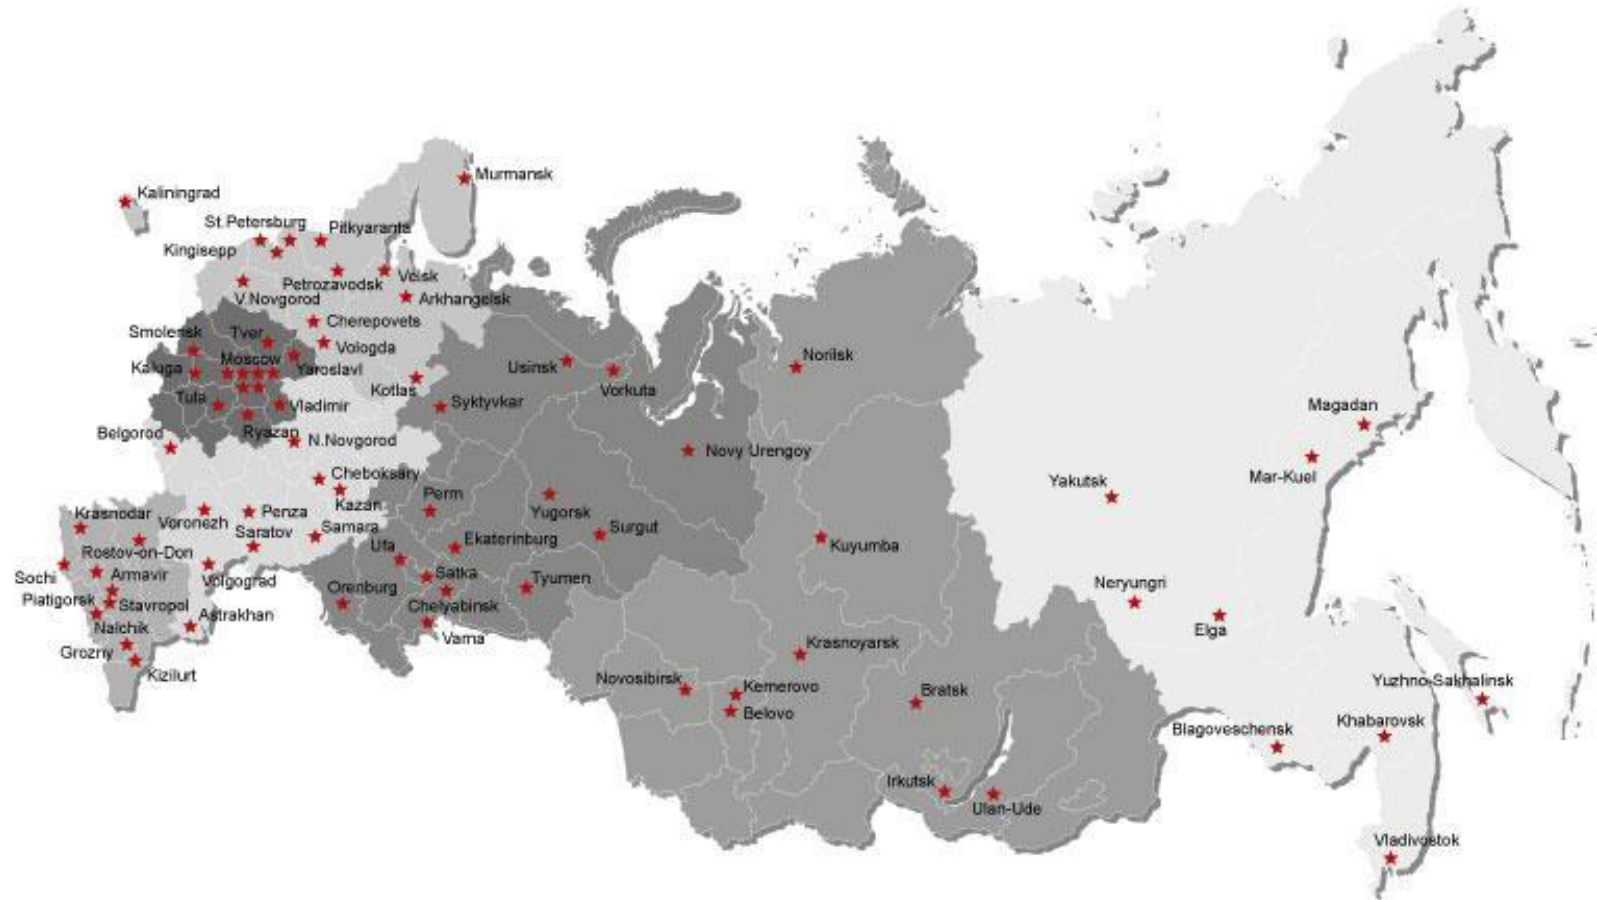 Murmansk
Kaliningrad
St.Petersburg
Pitkyaranta
Kingisepp
Petrozavodsk
Volsk
V.Novgorod
Arkhangelsk
Cherepovets
Smolensk
Tver
Vologda
Moscow
Kaluga
Yaroslavl
Usinsk
Norilsk
Kotlas
Vorkuta
Tula
Vladimir
Syktyvkar
Magadan
Belgorod
Ryazan
N.Novgorod
Novy Urengoy
Mar-Kuel
Cheboksary
Yakutsk
Kazan
Perm
Krasnodar
Voronezh
Penza
Yugorsk
Saratov
Samara
Surgut
Rostov-on-Don
Ufa
Ekaterinburg
Kuyumba
Sochi
Armavir
Volgograd
Satka
Tyumen
Neryungri
Piatigorsk
Stavropol
Orenburg
Chelyabinsk
Astrakhan
Nalchik
Varna
Elga
Grozny
Krasnoyarsk
Kizilurt
Novosibirsk
Kemerovo
Bratsk
Yuzhno-Sakhalinsk
Belovo
Khabarovsk
Blagoveschensk
Irkutsk
Ulan-Ude
Vladivostok